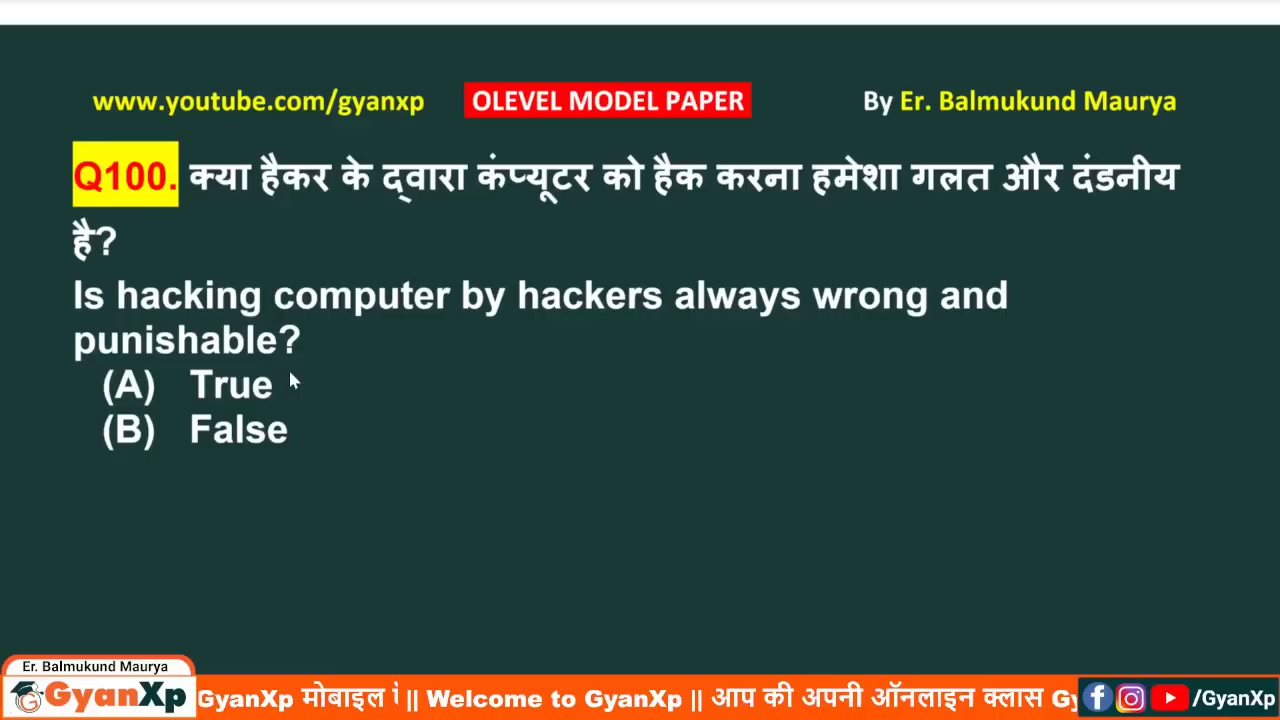 www.youtube.com/gyanxp OLEVEL MODEL PAPER By Er. Balmukund Maurya
Q100. क्या हैकर के द्वारा कंप्यूटर को हैक करना हमेशा गलत और दंडनीय
है?
Is hacking computer by hackers always wrong and
punishable?
(A) True
(B) False
Er. Balmukund Maurya
GyanXp GyanXp मोबाइल || Welcome to GyanXp || आप की अपनी ऑनलाइन क्लास /GyanXp